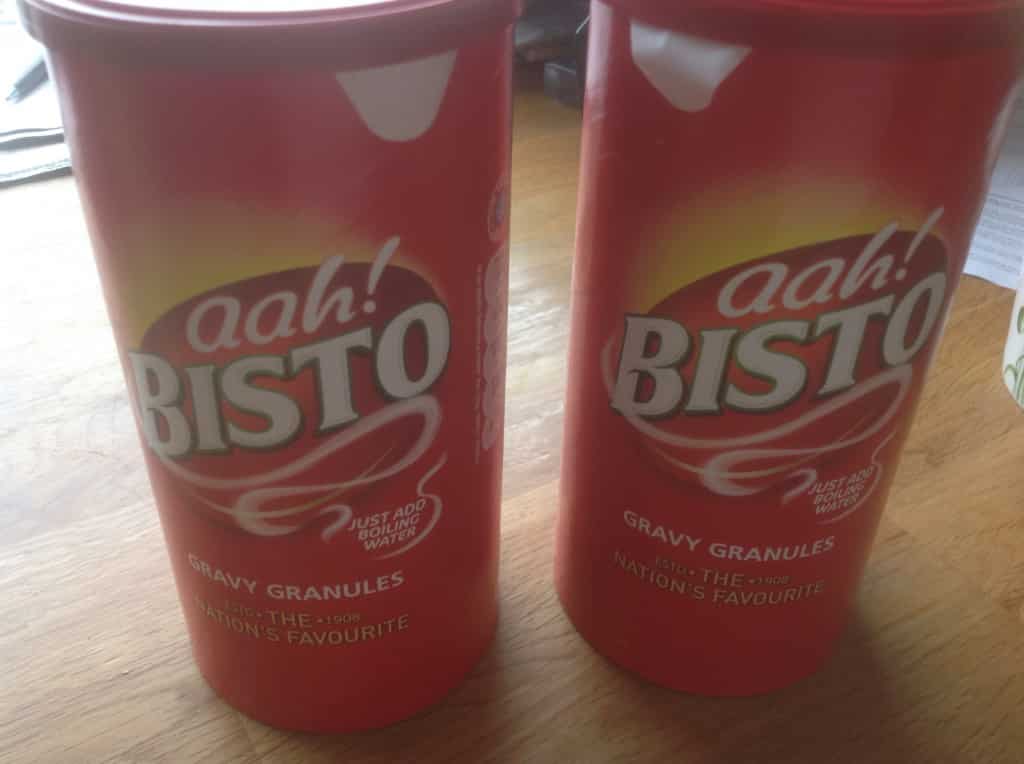 aah!
BISTO
JUST ADD
BOILING
WATER
GRAVY GRANULES
ESTD • THE • 1908
NATION'S FAVOURITE
aah!
BISTO
JUST ADD
BOILING
WATER
GRAVY GRANULES
ESTD • THE • 1908
NATION'S FAVOURITE